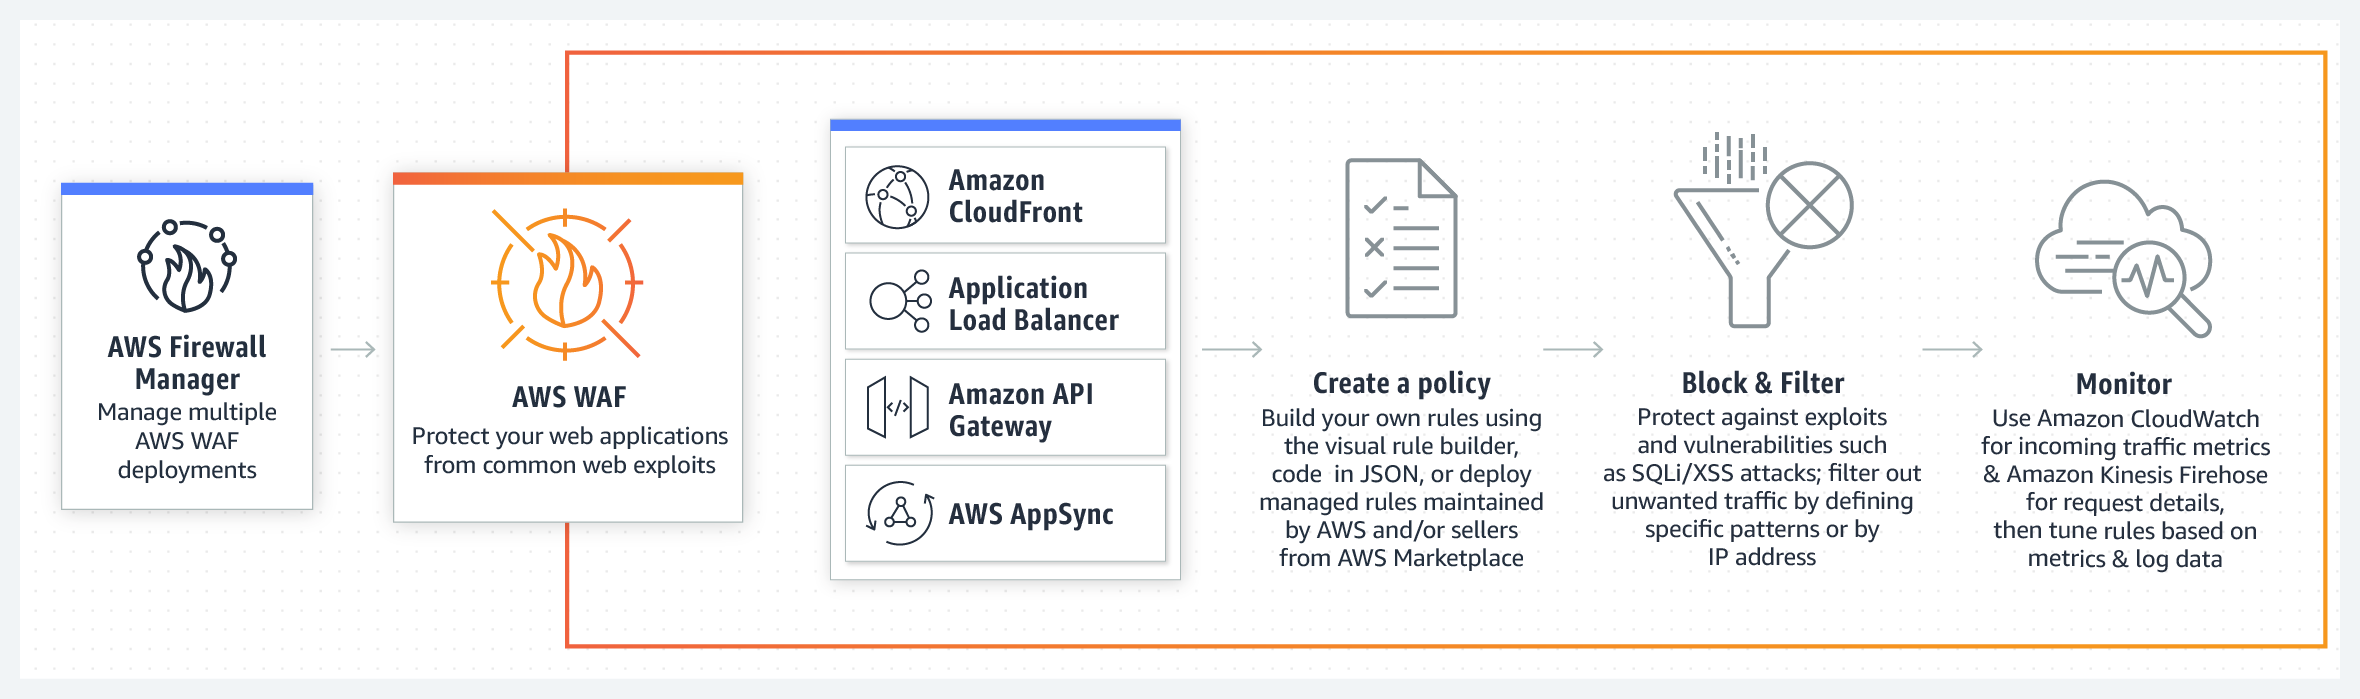 AWS Firewall
Manager
Manage multiple
AWS WAF
deployments
AWS WAF
Protect your web applications
from common web exploits
Amazon
CloudFront
Application
Load Balancer
Amazon API
Gateway
</>
AWS AppSync
Create a policy
Build your own rules using
the visual rule builder,
code in JSON, or deploy
managed rules maintained
by AWS and/or sellers
from AWS Marketplace
Block & Filter
Protect against exploits
and vulnerabilities such
as SQLi/XSS attacks; filter out
unwanted traffic by defining
specific patterns or by
IP address
Monitor
Use Amazon CloudWatch
for incoming traffic metrics
& Amazon Kinesis Firehose
for request details,
then tune rules based on
metrics & log data